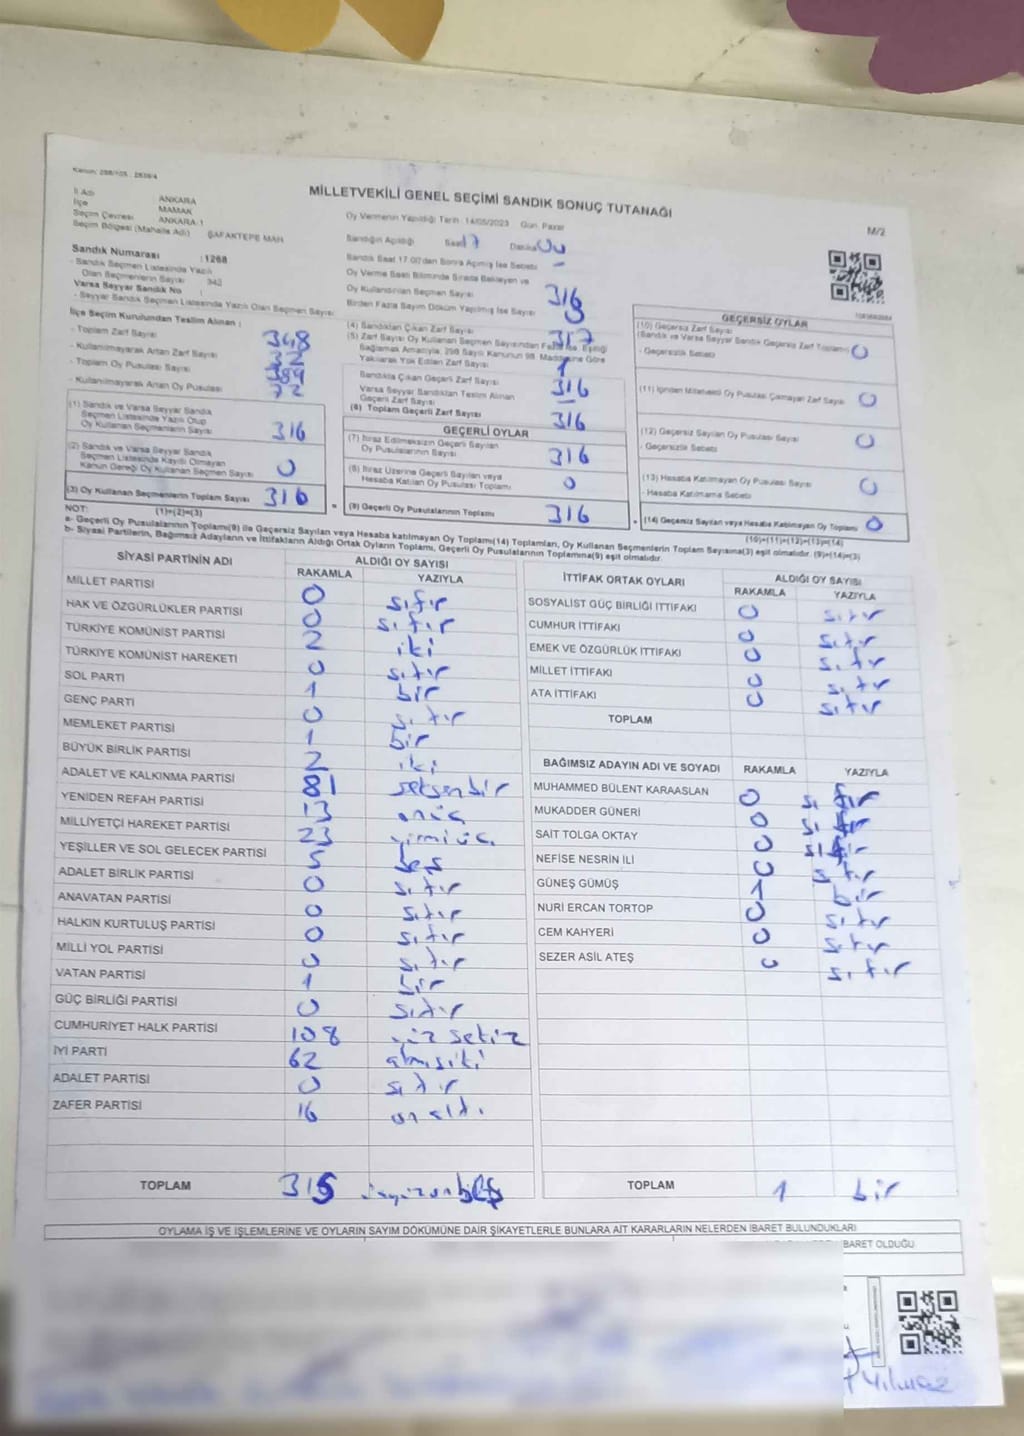 Kanun: 298/105 , 2839/4
MİLLETVEKİLİ GENEL SEÇİMİ SANDIK SONUÇ TUTANAĞI
M/2
İl Adı ANKARA
İlçe MAMAK
Seçim Çevresi ANKARA-1
Seçim Bölgesi (Mahalle Adı) ŞAFAKTEPE MAH
Oy Vermenin Yapıldığı Tarih : 14/05/2023 Gün: Pazar
Sandığın Açıldığı Saat 17 Dakika 00
Sandık Numarası : 1268
- Sandık Seçmen Listesinde Yazılı Olan Seçmenlerin Sayısı 342
Varsa Seyyar Sandık No :
- Seyyar Sandık Seçmen Listesinde Yazılı Olan Seçmen Sayısı
Sandık Saat 17.00'dan Sonra Açılmış İse Sebebi -
Oy Verme Saati Bitiminde Sırada Bekleyen ve Oy Kullandırılan Seçmen Sayısı
Birden Fazla Sayım Döküm Yapılmış İse Sayısı
316
İlçe Seçim Kurulundan Teslim Alınan :
- Toplam Zarf Sayısı 348
- Kullanılmayarak Artan Zarf Sayısı
- Toplam Oy Pusulası Sayısı
- Kullanılmayarak Artan Oy Pusulası 72
(1) Sandık ve Varsa Seyyar Sandık Seçmen Listesinde Yazılı Olup Oy Kullanan Seçmenlerin Sayısı 316
(2) Sandık ve Varsa Seyyar Sandık Seçmen Listesinde Kayıtlı Olmayan Kanun Gereği Oy Kullanan Seçmen Sayısı 0
(3) Oy Kullanan Seçmenlerin Toplam Sayısı 316
(4) Sandıktan Çıkan Zarf Sayısı 317
(5) Zarf Sayısı Oy Kullanan Seçmen Sayısından Fazla İse, Eşitliği Sağlamak Amacıyla, 298 Sayılı Kanunun 98. Maddesine Göre Yakılarak Yok Edilen Zarf Sayısı 1
Sandıkta Çıkan Geçerli Zarf Sayısı 316
Varsa Seyyar Sandıktan Teslim Alınan Geçerli Zarf Sayısı -
(6) Toplam Geçerli Zarf Sayısı 316
GEÇERLİ OYLAR
(7) İtiraz Edilmeksizin Geçerli Sayılan Oy Pusulalarının Sayısı 316
(8) İtiraz Üzerine Geçerli Sayılan veya Hesaba Katılan Oy Pusulası Toplamı 0
(9) Geçerli Oy Pusulalarının Toplamı 316
GEÇERSİZ OYLAR
(10) Geçersiz Zarf Sayısı
(Sandık ve Varsa Seyyar Sandık Geçersiz Zarf Toplamı) 0
- Geçersizlik Sebebi
(11) İçinden Milletvekili Oy Pusulası Çıkmayan Zarf Sayısı 0
(12) Geçersiz Sayılan Oy Pusulası Sayısı 0
- Geçersizlik Sebebi
(13) Hesaba Katılmayan Oy Pusulası Sayısı 0
- Hesaba Katılmama Sebebi
(14) Geçersiz Sayılan veya Hesaba Katılmayan Oy Toplamı 0
NOT: (1)+(2)=(3) (10)+(11)+(12)+(13)=(14)
a- Geçerli Oy Pusulalarının Toplamı(9) ile Geçersiz Sayılan veya Hesaba katılmayan Oy Toplamı(14) Toplamları, Oy Kullanan Seçmenlerin Toplam Sayısına(3) eşit olmalıdır. (9)+(14)=(3)
b- Siyasi Partilerin, Bağımsız Adayların ve İttifakların Aldığı Ortak Oyların Toplamı, Geçerli Oy Pusulalarının Toplamına(9) eşit olmalıdır.
SİYASİ PARTİNİN ADI ALDIĞI OY SAYISI
RAKAMLA YAZIYLA
MİLLET PARTİSİ 0 sıfır
HAK VE ÖZGÜRLÜKLER PARTİSİ 0 sıfır
TÜRKİYE KOMÜNİST PARTİSİ 2 iki
TÜRKİYE KOMÜNİST HAREKETİ 0 sıfır
SOL PARTİ 1 bir
GENÇ PARTİ 0 sıfır
MEMLEKET PARTİSİ 1 bir
BÜYÜK BİRLİK PARTİSİ 2 iki
ADALET VE KALKINMA PARTİSİ 81 seksenbir
YENİDEN REFAH PARTİSİ 13 onüç
MİLLİYETÇİ HAREKET PARTİSİ 23 yirmiüç
YEŞİLLER VE SOL GELECEK PARTİSİ 5 beş
ADALET BİRLİK PARTİSİ 0 sıfır
ANAVATAN PARTİSİ 0 sıfır
HALKIN KURTULUŞ PARTİSİ 0 sıfır
MİLLİ YOL PARTİSİ 0 sıfır
VATAN PARTİSİ 1 bir
GÜÇ BİRLİĞİ PARTİSİ 0 sıfır
CUMHURİYET HALK PARTİSİ 108 yüz sekiz
İYİ PARTİ 62 atmışiki
ADALET PARTİSİ 0 sıfır
ZAFER PARTİSİ 16 on altı
TOPLAM 315 üçyüzonbeş
İTTİFAK ORTAK OYLARI ALDIĞI OY SAYISI
RAKAMLA YAZIYLA
SOSYALİST GÜÇ BİRLİĞİ İTTİFAKI 0 sıfır
CUMHUR İTTİFAKI 0 sıfır
EMEK VE ÖZGÜRLÜK İTTİFAKI 0 sıfır
MİLLET İTTİFAKI 0 sıfır
ATA İTTİFAKI 0 sıfır
TOPLAM
BAĞIMSIZ ADAYIN ADI VE SOYADI RAKAMLA YAZIYLA
MUHAMMED BÜLENT KARAASLAN 0 sıfır
MUKADDER GÜNERİ 0 sıfır
SAİT TOLGA OKTAY 0 sıfır
NEFİSE NESRİN İLİ 0 sıfır
GÜNEŞ GÜMÜŞ 1 bir
NURİ ERCAN TORTOP 0 sıfır
CEM KAHYERİ 0 sıfır
SEZER ASİL ATEŞ 0 sıfır
TOPLAM 1 bir
OYLAMA İŞ VE İŞLEMLERİNE VE OYLARIN SAYIM DÖKÜMÜNE DAİR ŞİKAYETLERLE BUNLARA AİT KARARLARIN NELERDEN İBARET BULUNDUKLARI
BARET OLDUĞU
Yılmaz